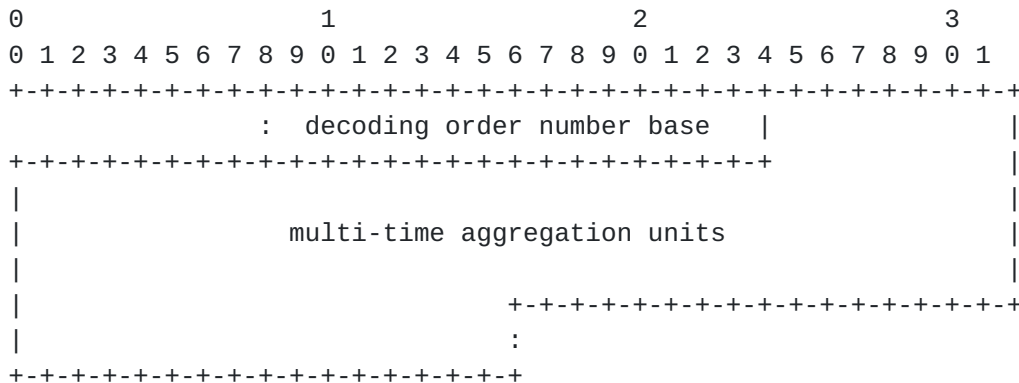 0                   1                   2                   3
0 1 2 3 4 5 6 7 8 9 0 1 2 3 4 5 6 7 8 9 0 1 2 3 4 5 6 7 8 9 0 1
+-+-+-+-+-+-+-+-+-+-+-+-+-+-+-+-+-+-+-+-+-+-+-+-+-+-+-+-+-+-+-+-+
                :  decoding order number base   |               |
+-+-+-+-+-+-+-+-+-+-+-+-+-+-+-+-+-+-+-+-+-+-+-+-+               |
|                                                               |
|                 multi-time aggregation units                  |
|                                                               |
|                               +-+-+-+-+-+-+-+-+-+-+-+-+-+-+-+-+
|                               :
+-+-+-+-+-+-+-+-+-+-+-+-+-+-+-+-+